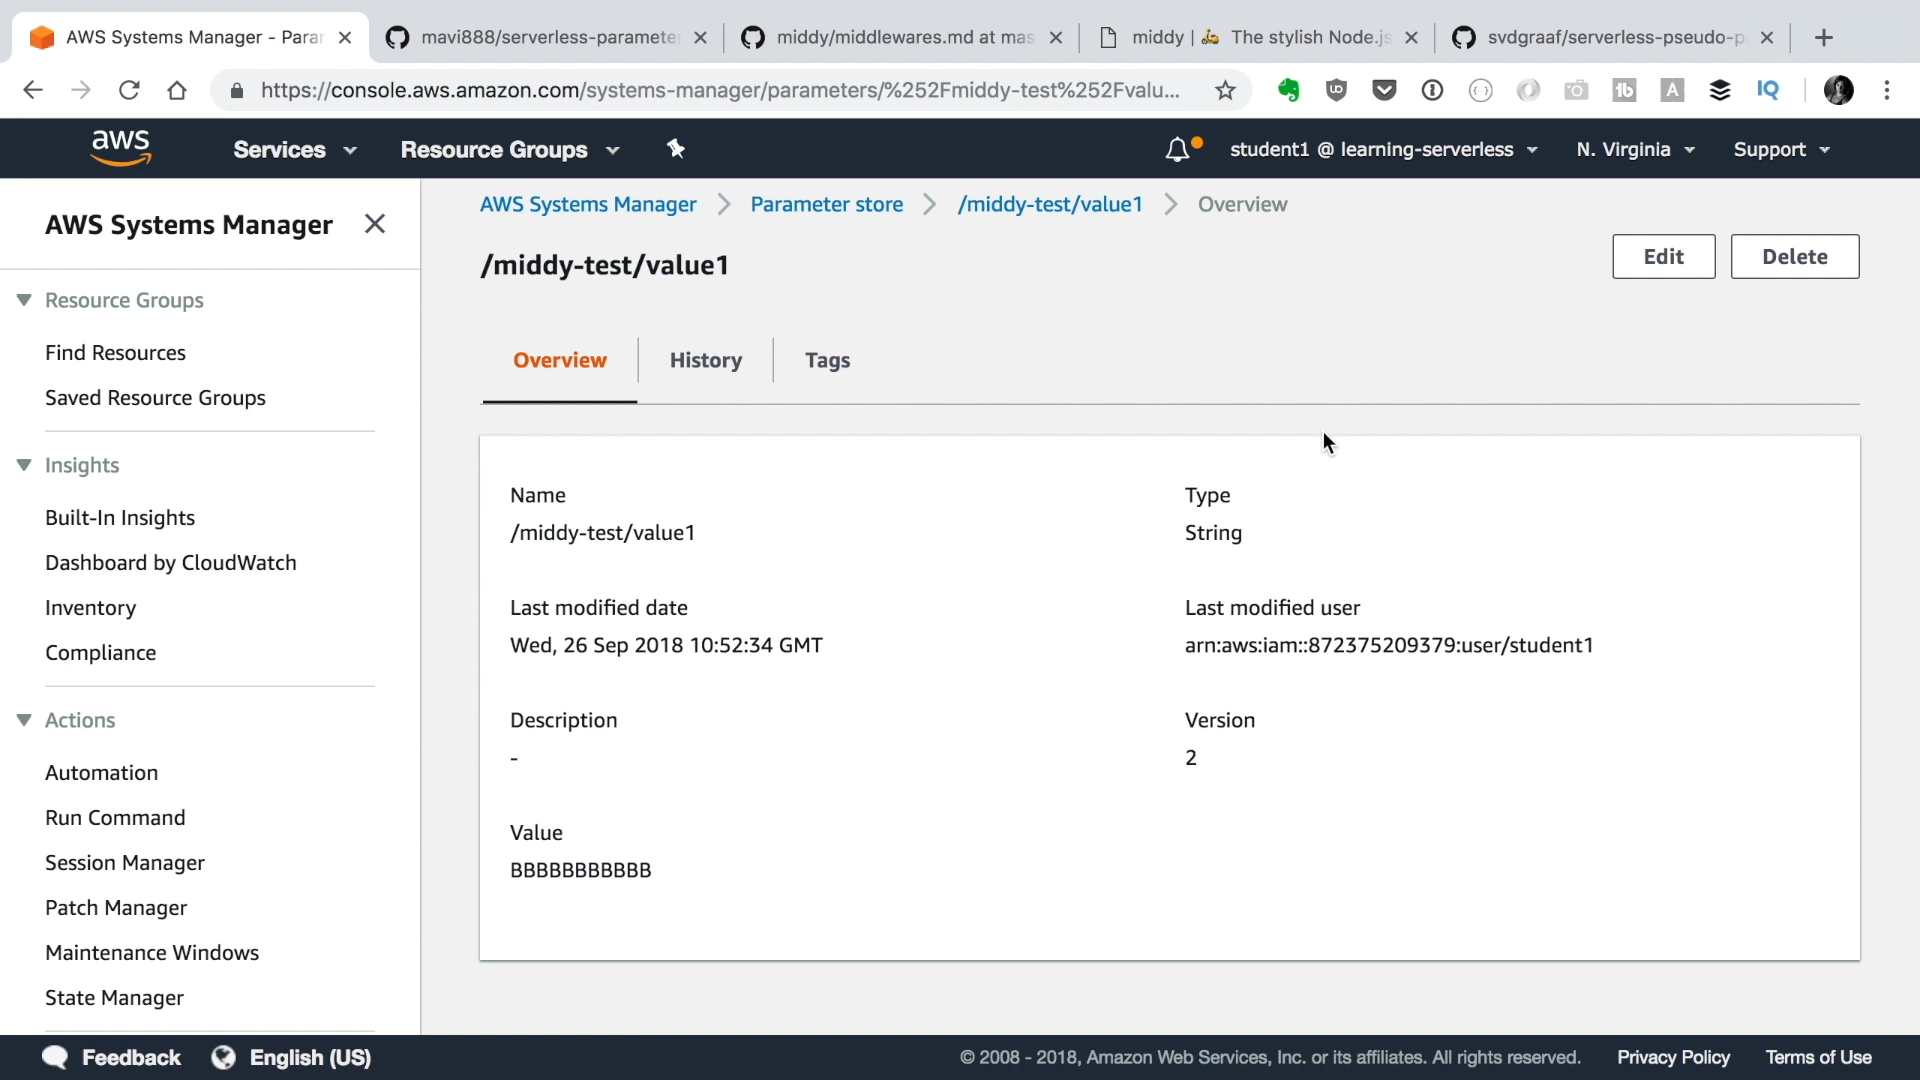 AWS Systems Manager - Parar
mavi888/serverless-parameter
middy/middlewares.md at mas
middy | 🛵 The stylish Node.js
svdgraaf/serverless-pseudo-p
https://console.aws.amazon.com/systems-manager/parameters/%252Fmiddy-test%252Fvalu...
aws
Services
Resource Groups
student1 @ learning-serverless
N. Virginia
Support
AWS Systems Manager
Resource Groups
Find Resources
Saved Resource Groups
Insights
Built-In Insights
Dashboard by CloudWatch
Inventory
Compliance
Actions
Automation
Run Command
Session Manager
Patch Manager
Maintenance Windows
State Manager
AWS Systems Manager > Parameter store > /middy-test/value1 > Overview
/middy-test/value1
Edit
Delete
Overview
History
Tags
Name
/middy-test/value1
Type
String
Last modified date
Wed, 26 Sep 2018 10:52:34 GMT
Last modified user
arn:aws:iam::872375209379:user/student1
Description
-
Version
2
Value
BBBBBBBBBBB
Feedback
English (US)
© 2008 - 2018, Amazon Web Services, Inc. or its affiliates. All rights reserved.
Privacy Policy
Terms of Use